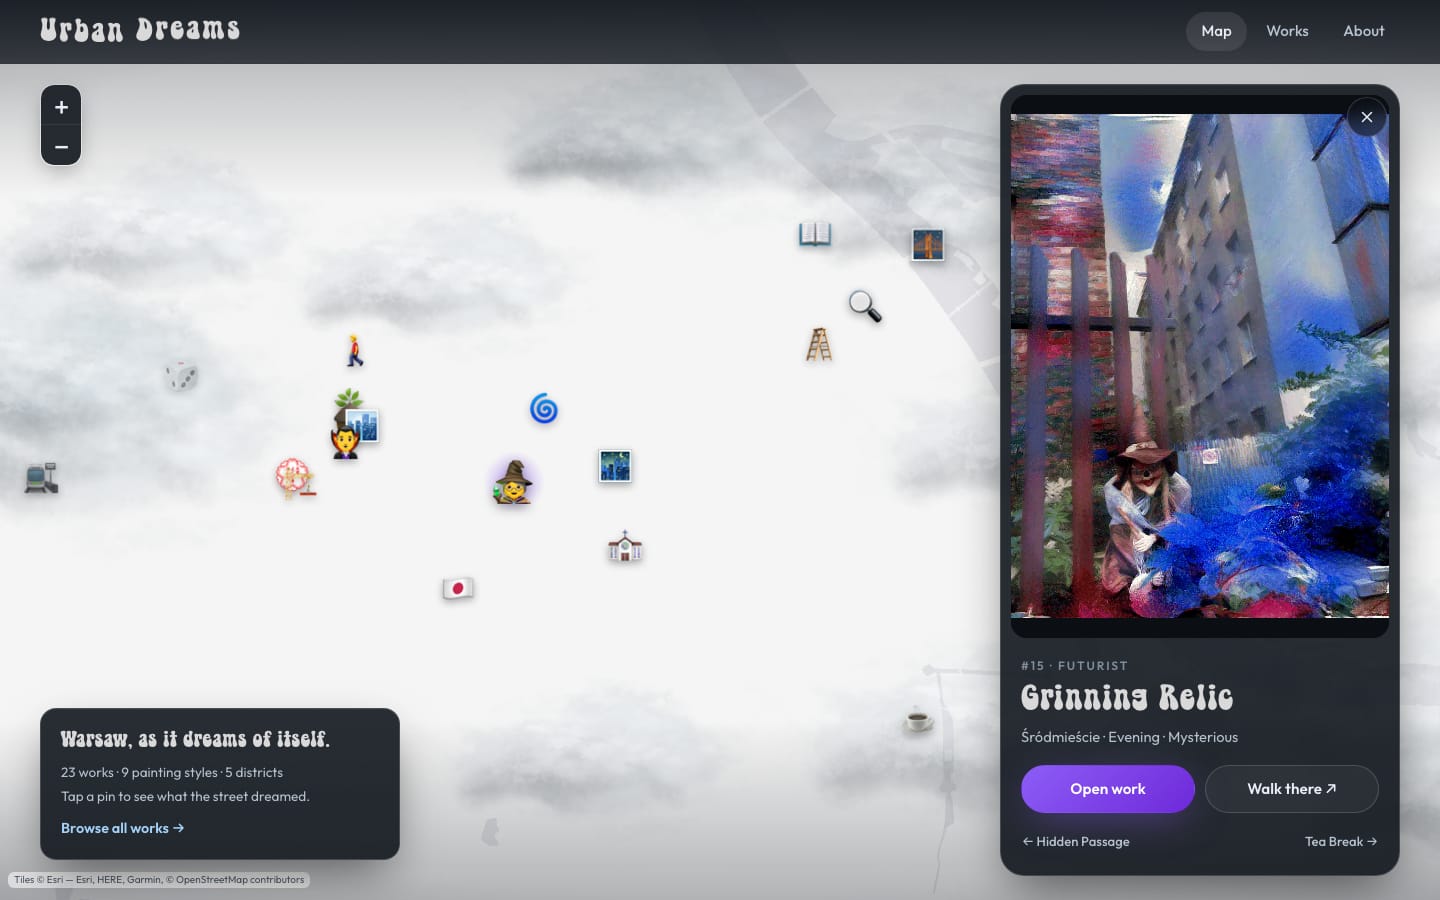 Urban Dreams
Map
Works
About
+
−
×
#15 · FUTURIST
Grinning Relic
Śródmieście · Evening · Mysterious
Open work
Walk there ↗
← Hidden Passage
Tea Break →
Warsaw, as it dreams of itself.
23 works · 9 painting styles · 5 districts
Tap a pin to see what the street dreamed.
Browse all works →
Tiles © Esri — Esri, HERE, Garmin, © OpenStreetMap contributors